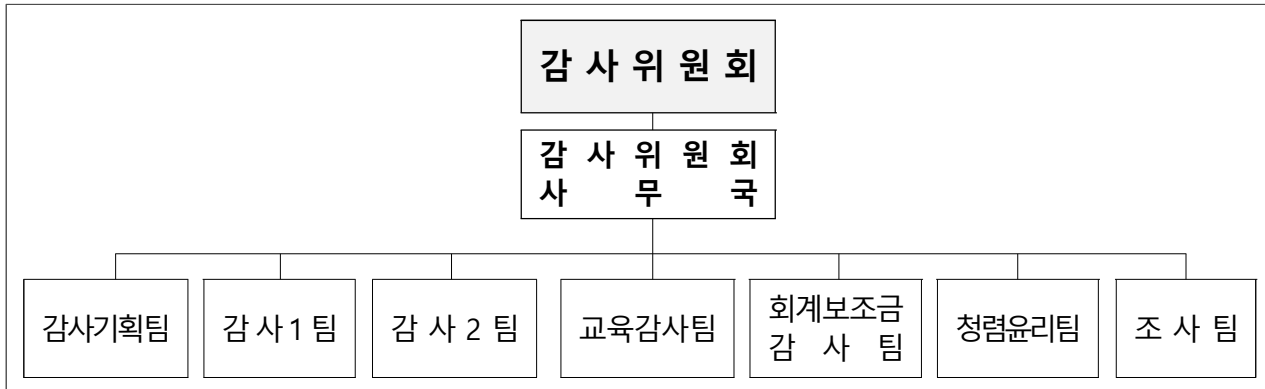 감사위원회
감사위원회
사무국
감사기획팀
감사1팀
감사2팀
교육감사팀
회계보조금
감사팀
청렴윤리팀
조사팀